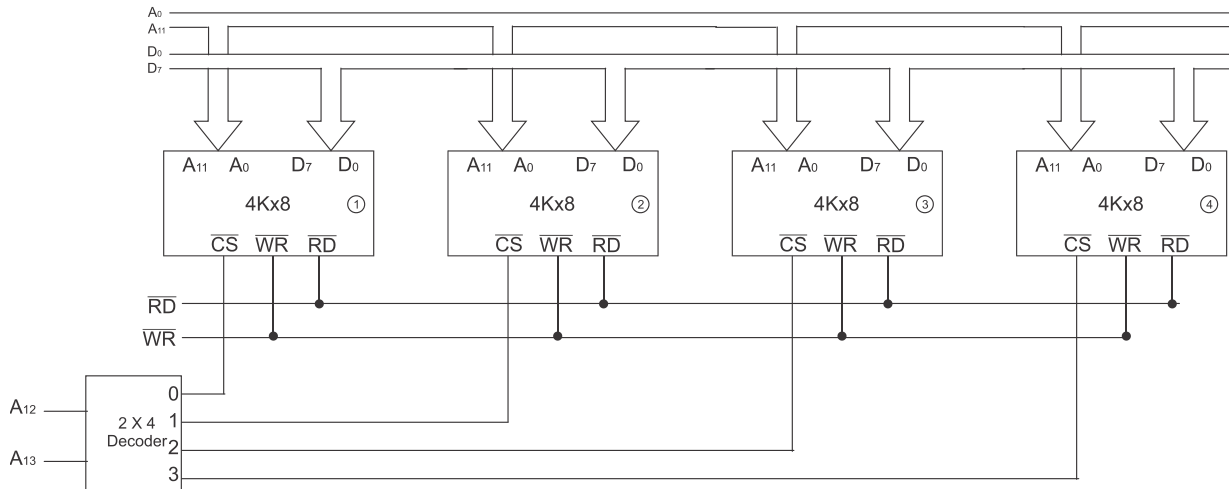 A0
A11
D0
D7
A11 A0 D7 D0 A11 A0 D7 D0 A11 A0 D7 D0 A11 A0 D7 D0
4Kx8 1 4Kx8 2 4Kx8 3 4Kx8 4
CS WR RD CS WR RD CS WR RD CS WR RD
RD
WR
0
A12
2 X 4 1
Decoder
2
A13
3